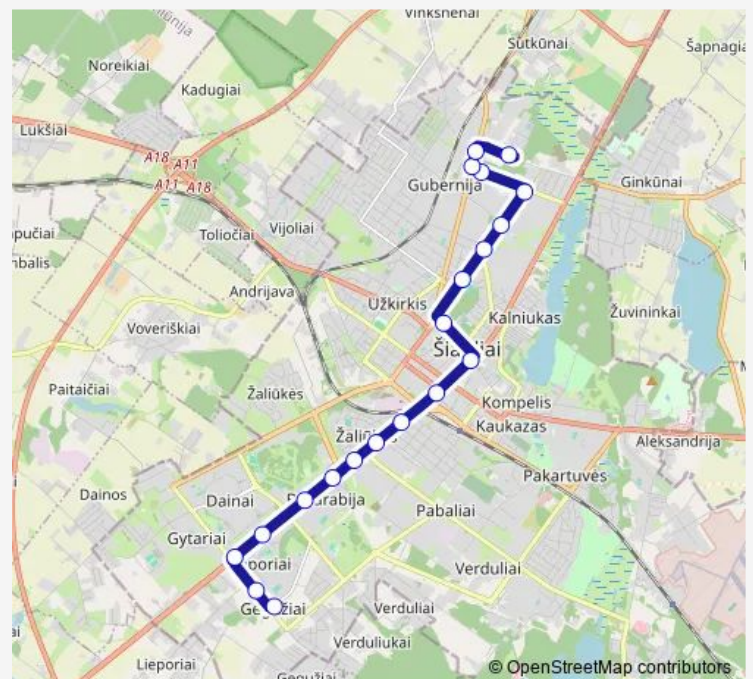 Vinkšnėnai
Noreikiai
Sutkūnai
Šapnagiai
Kadugiai
Lukšiai
A18
A11
A11
A18
Gubernija
Ginkūnai
Toliočiai
Vijoliai
Andrijava
Užkirkis
Žuvininkai
Voveriškiai
Kalniukas
Paitaičiai
Žaliūkės
Kompelis
Kaukazas
Aleksandrija
Dainos
Pakartuvės
Dainai
Pabaliai
Gytariai
Verduliai
Verduliai
Verduliukai
Lieporiai
Gegužiai
© OpenStreetMap contributors